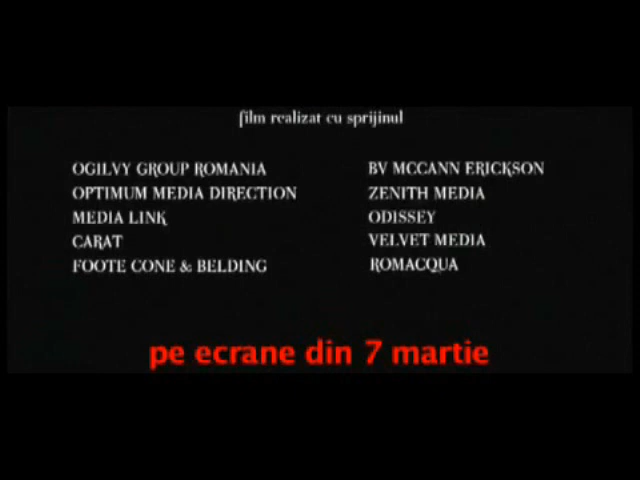 film realizat cu sprijinul
OGILVY GROUP ROMANIA
OPTIMUM MEDIA DIRECTION
MEDIA LINK
CARAT
FOOTE CONE & BELDING
BV MCCANN ERICKSON
ZENITH MEDIA
ODISSEY
VELVET MEDIA
ROMACQUA
pe ecrane din 7 martie